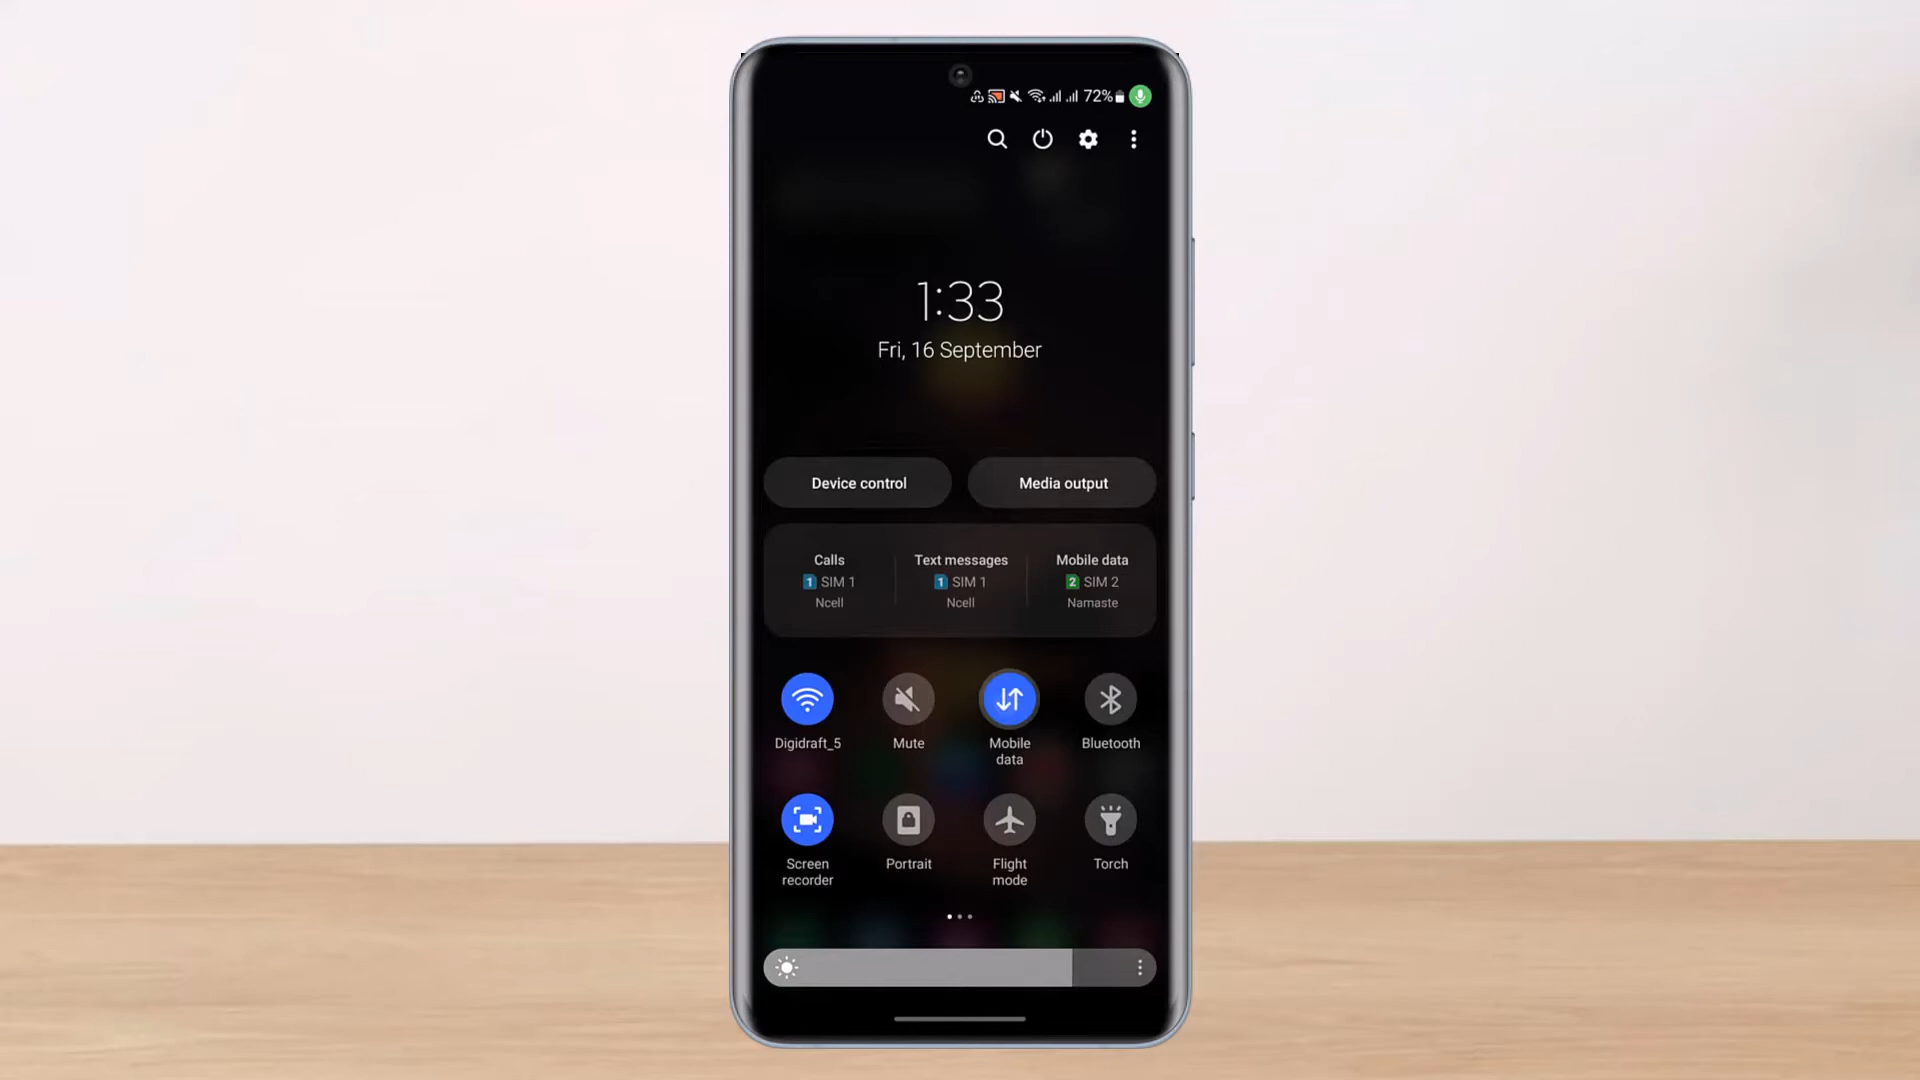 72%
1:33
Fri, 16 September
Device control
Media output
Calls
1 SIM 1
Ncell
Text messages
1 SIM 1
Ncell
Mobile data
2 SIM 2
Namaste
Digidraft_5
Mute
Mobile
data
Bluetooth
Screen
recorder
Portrait
Flight
mode
Torch